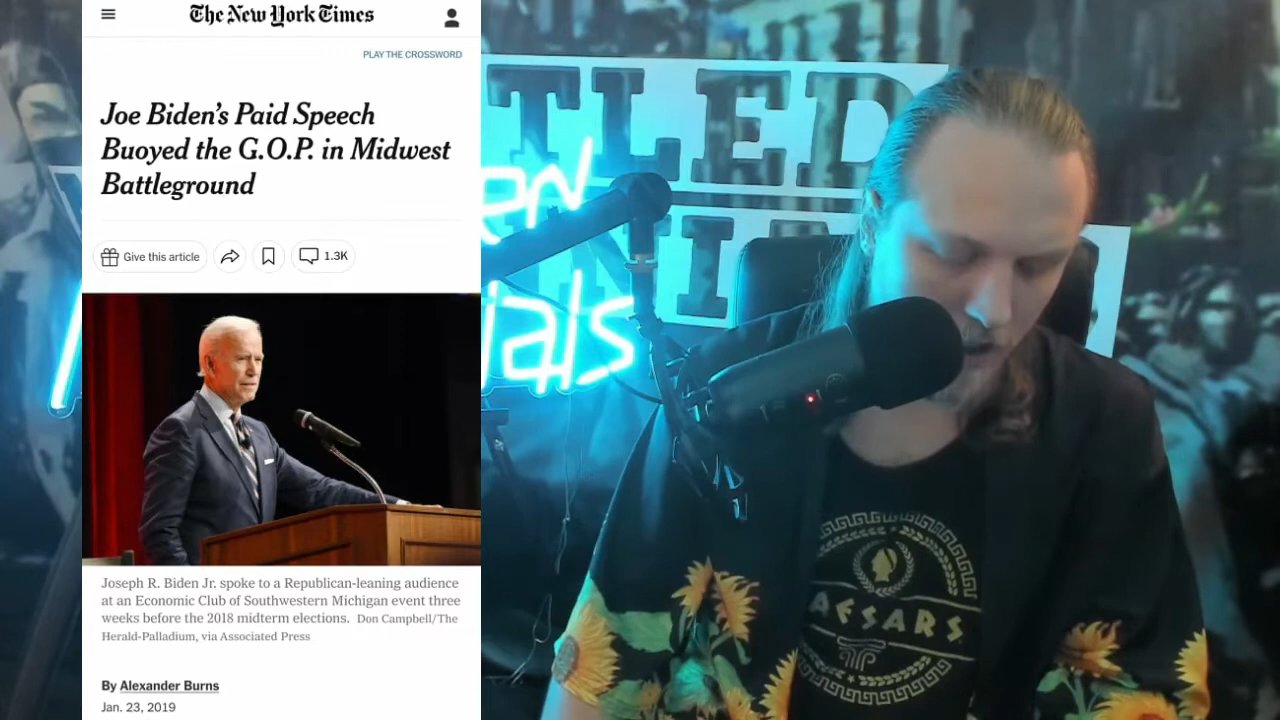 The New York Times
PLAY THE CROSSWORD
Joe Biden's Paid Speech
Buoyed the G.O.P. in Midwest
Battleground
Give this article
1.3K
Joseph R. Biden Jr. spoke to a Republican-leaning audience
at an Economic Club of Southwestern Michigan event three
weeks before the 2018 midterm elections. Don Campbell/The
Herald-Palladium, via Associated Press
By Alexander Burns
Jan. 23, 2019